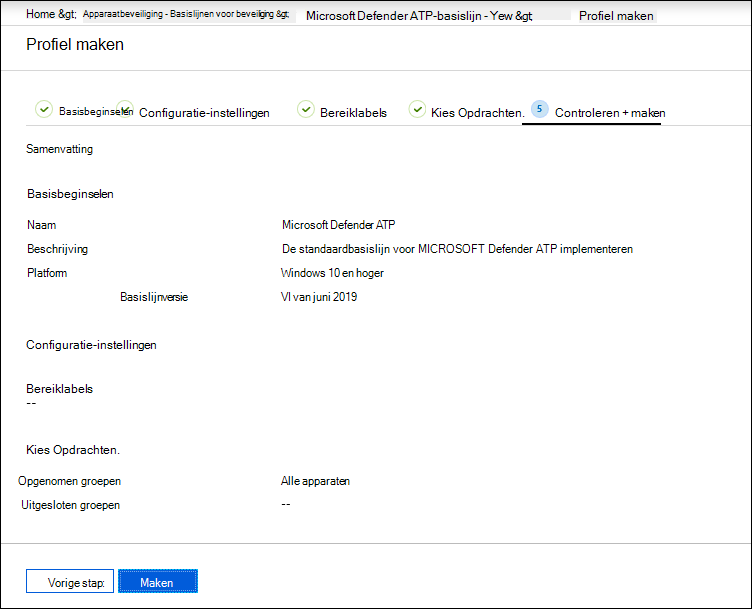 Home &gt; Apparaatbeveiliging - Basislijnen voor beveiliging &gt; Microsoft Defender ATP-basislijn - Yew &gt; Profiel maken
Profiel maken
Basisbeginselen Configuratie-instellingen Bereiklabels Kies Opdrachten. 5 Controleren + maken
Samenvatting
Basisbeginselen
Naam Microsoft Defender ATP
Beschrijving De standaardbasislijn voor MICROSOFT Defender ATP implementeren
Platform Windows 10 en hoger
Basislijnversie VI van juni 2019
Configuratie-instellingen
Bereiklabels
--
Kies Opdrachten.
Opgenomen groepen Alle apparaten
Uitgesloten groepen --
Vorige stap: Maken